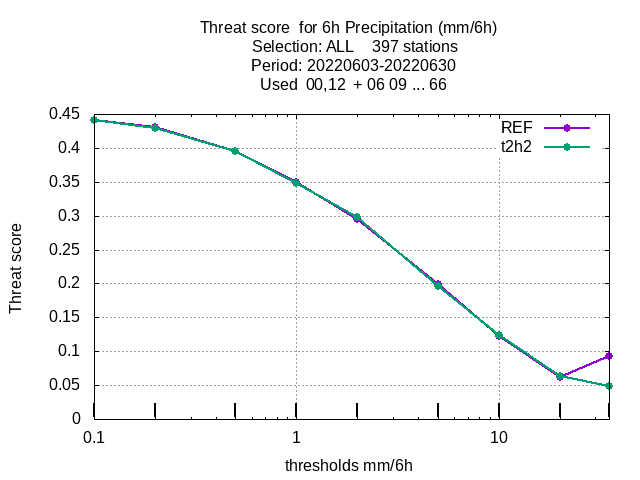 Threat score  for 6h Precipitation (mm/6h)
Selection: ALL    397 stations
Period: 20220603-20220630
Used  00,12  + 06 09 ... 66
REF
t2h2
0.45
0.4
0.35
0.3
0.25
0.2
0.15
0.1
0.05
0
Threat score
0.1 1 10
thresholds mm/6h